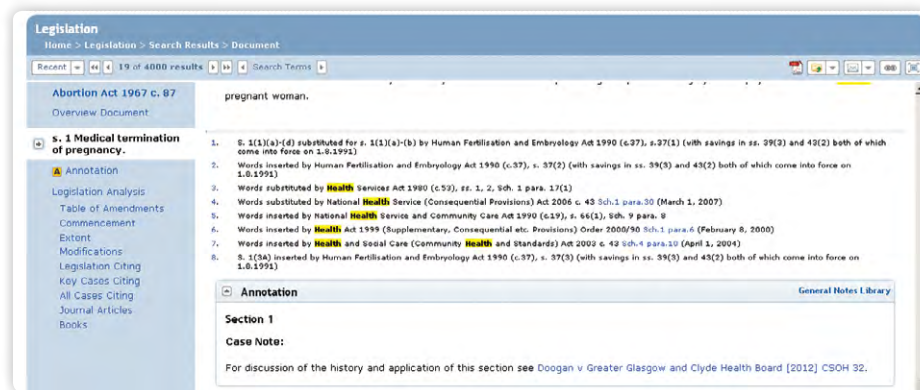 Legislation
Home > Legislation > Search Results > Document
Recent 19 of 4000 results Search Terms
Abortion Act 1967 c. 87
Overview Document
s. 1 Medical termination
of pregnancy.
A Annotation
Legislation Analysis
Table of Amendments
Commencement
Extent
Modifications
Legislation Citing
Key Cases Citing
All Cases Citing
Journal Articles
Books
pregnant woman.
1. S. 1(1)(a)-(d) substituted for s. 1(1)(a)-(b) by Human Fertilisation and Embryology Act 1990 (c.37), s.37(1) (with savings in ss. 39(3) and 43(2) both of which
come into force on 1.8.1991)
2. Words inserted by Human Fertilisation and Embryology Act 1990 (c.37), s. 37(2) (with savings in ss. 39(3) and 43(2) both of which come into force on
1.8.1991)
3. Words substituted by Health Services Act 1980 (c.53), ss. 1, 2, Sch. 1 para. 17(1)
4. Words substituted by National Health Service (Consequential Provisions) Act 2006 c. 43 Sch.1 para.30 (March 1, 2007)
5. Words inserted by National Health Service and Community Care Act 1990 (c.19), s. 66(1), Sch. 9 para. 8
6. Words inserted by Health Act 1999 (Supplementary, Consequential etc. Provisions) Order 2000/90 Sch.1 para.6 (February 8, 2000)
7. Words inserted by Health and Social Care (Community Health and Standards) Act 2003 c. 43 Sch.4 para.10 (April 1, 2004)
8. S. 1(3A) inserted by Human Fertilisation and Embryology Act 1990 (c.37), s. 37(3) (with savings in ss. 39(3) and 43(2) both of which come into force on
1.8.1991)
Annotation General Notes Library
Section 1
Case Note:
For discussion of the history and application of this section see Doogan v Greater Glasgow and Clyde Health Board [2012] CSOH 32.